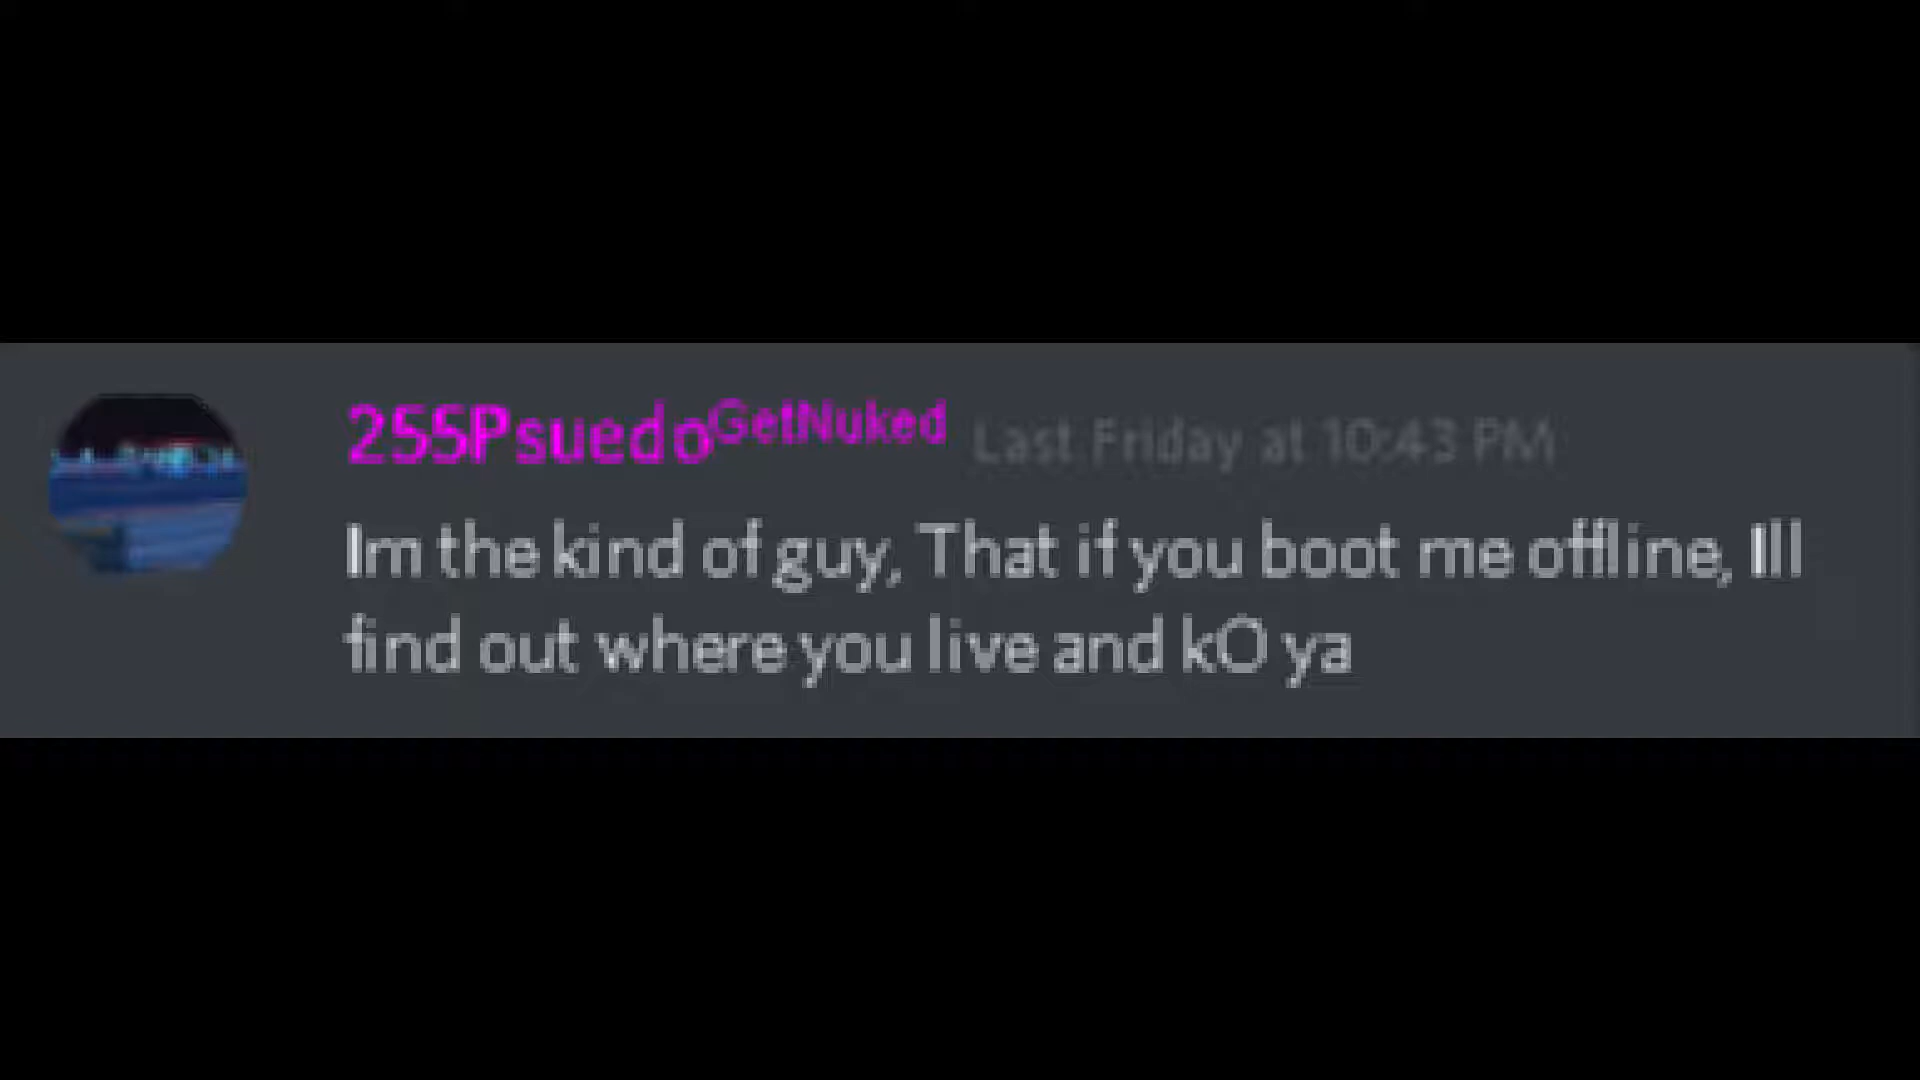 255PsuedoGetNuked Last Friday at 10:43 PM
Im the kind of guy, That if you boot me offline, Ill
find out where you live and kO ya